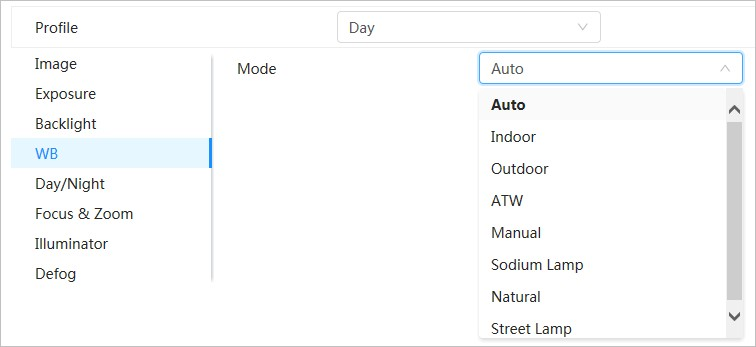 Profile
Day
Image
Exposure
Backlight
WB
Day/Night
Focus & Zoom
Illuminator
Defog
Mode
Auto
Auto
Indoor
Outdoor
ATW
Manual
Sodium Lamp
Natural
Street Lamp